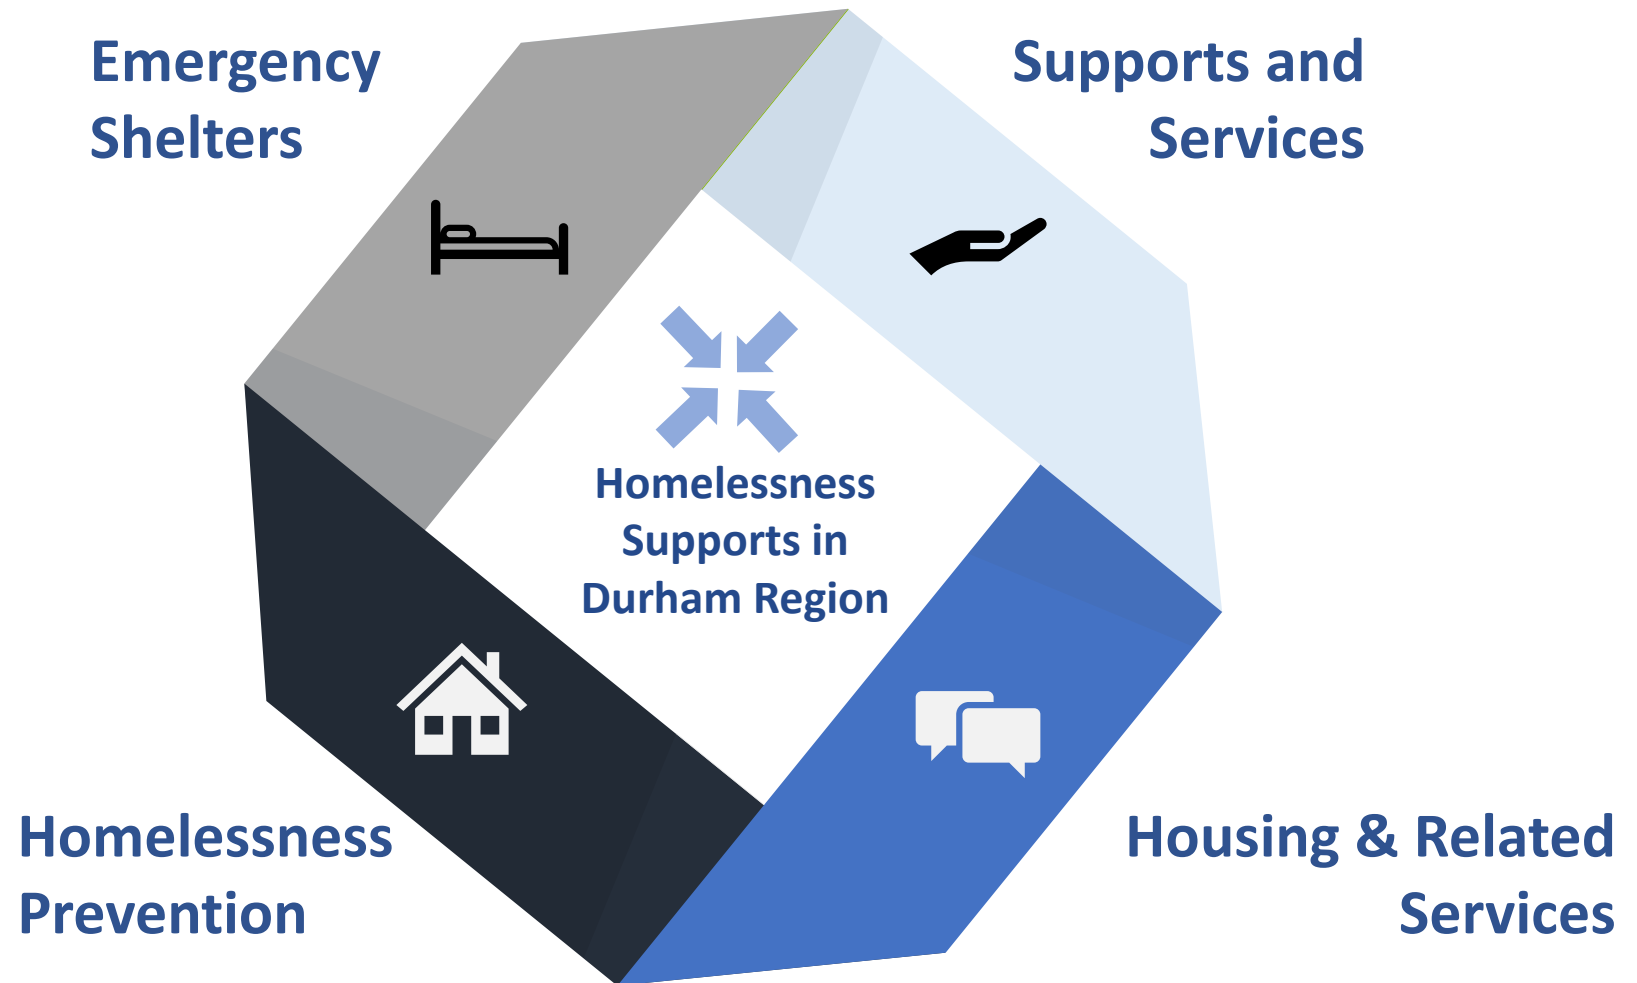 Emergency
Shelters
Supports and
Services
Homelessness
Supports in
Durham Region
Homelessness
Prevention
Housing & Related
Services